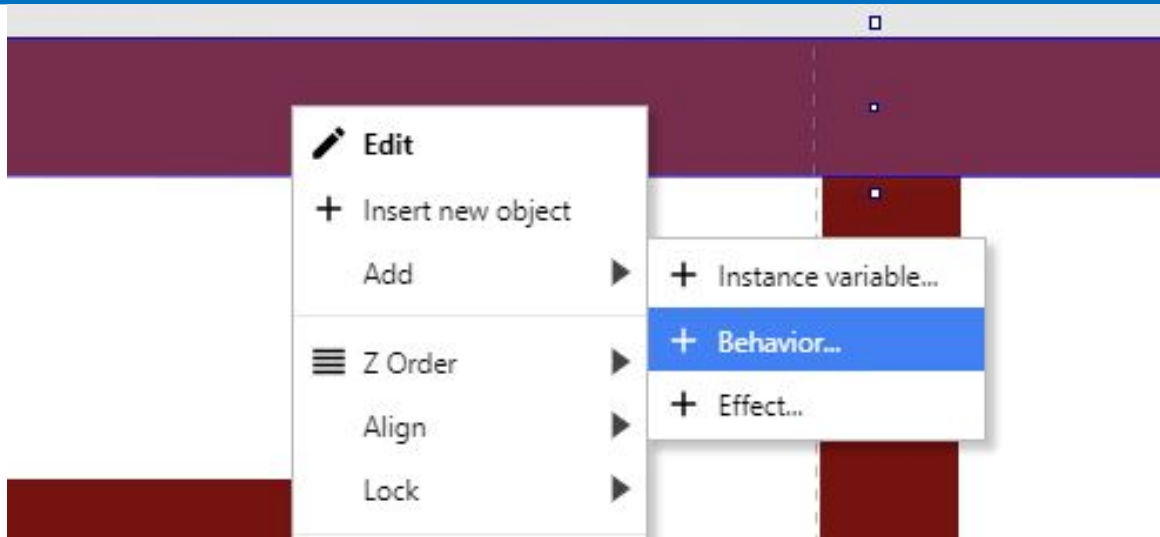 Edit
Insert new object
Add
Instance variable...
Behavior...
Effect...
Z Order
Align
Lock